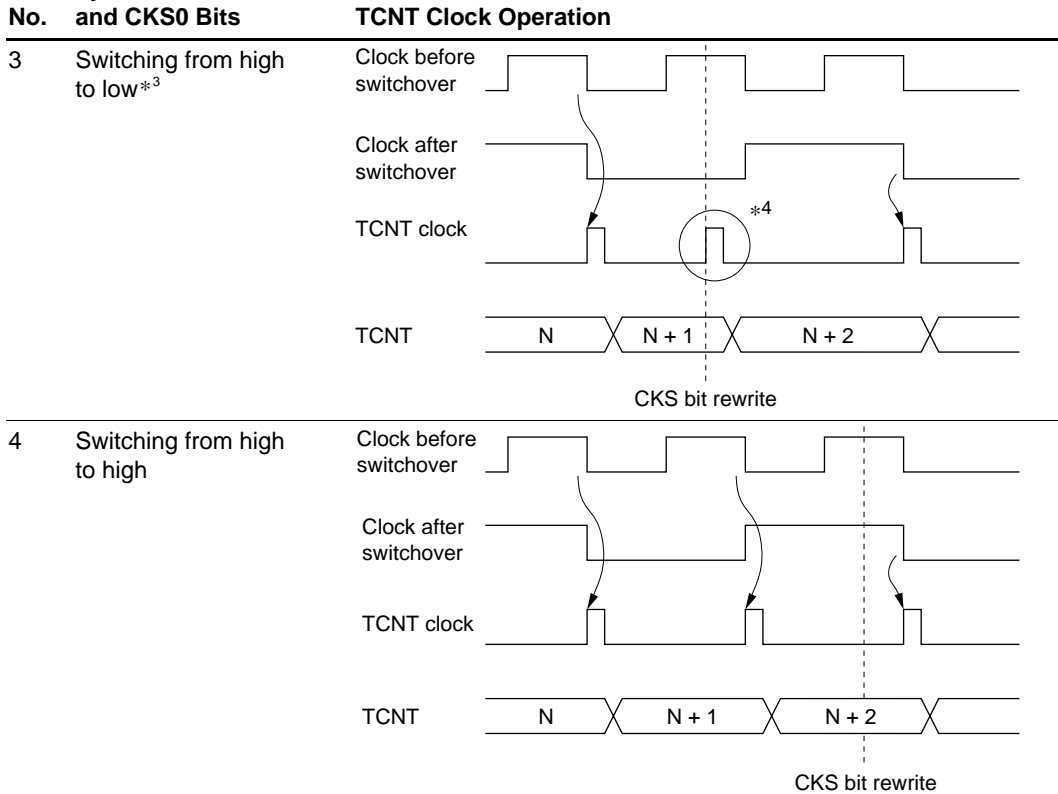 No. and CKS0 Bits TCNT Clock Operation
3 Switching from high to low*3
Clock before switchover
Clock after switchover
TCNT clock
*4
TCNT N N + 1 N + 2
CKS bit rewrite
4 Switching from high to high
Clock before switchover
Clock after switchover
TCNT clock
TCNT N N + 1 N + 2
CKS bit rewrite